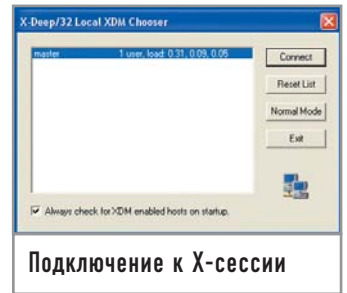 X-Deep/32 Local XDM Chooser
master 1 user, load: 0.31, 0.09, 0.05
Connect
Reset List
Normal Mode
Exit
Always check for XDM enabled hosts on startup.
Подключение к X-сессии